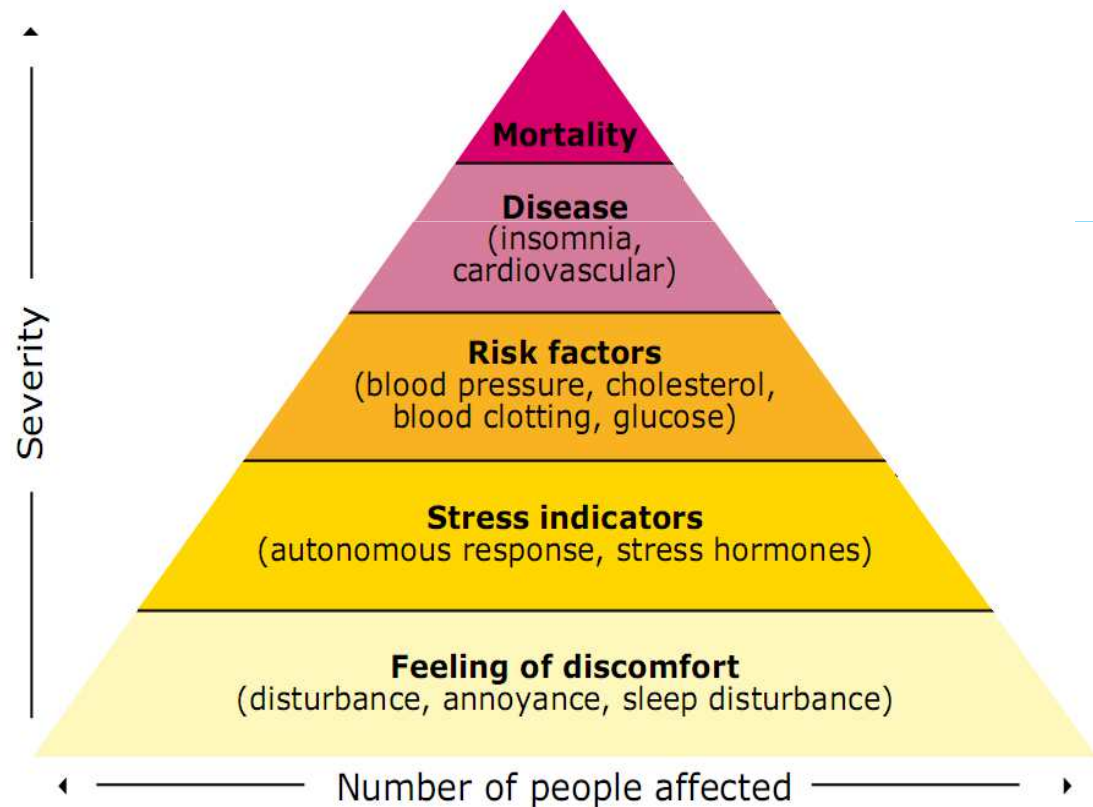 Mortality
Disease
(insomnia,
cardiovascular)
Risk factors
(blood pressure, cholesterol,
blood clotting, glucose)
Stress indicators
(autonomous response, stress hormones)
Feeling of discomfort
(disturbance, annoyance, sleep disturbance)
Severity
Number of people affected